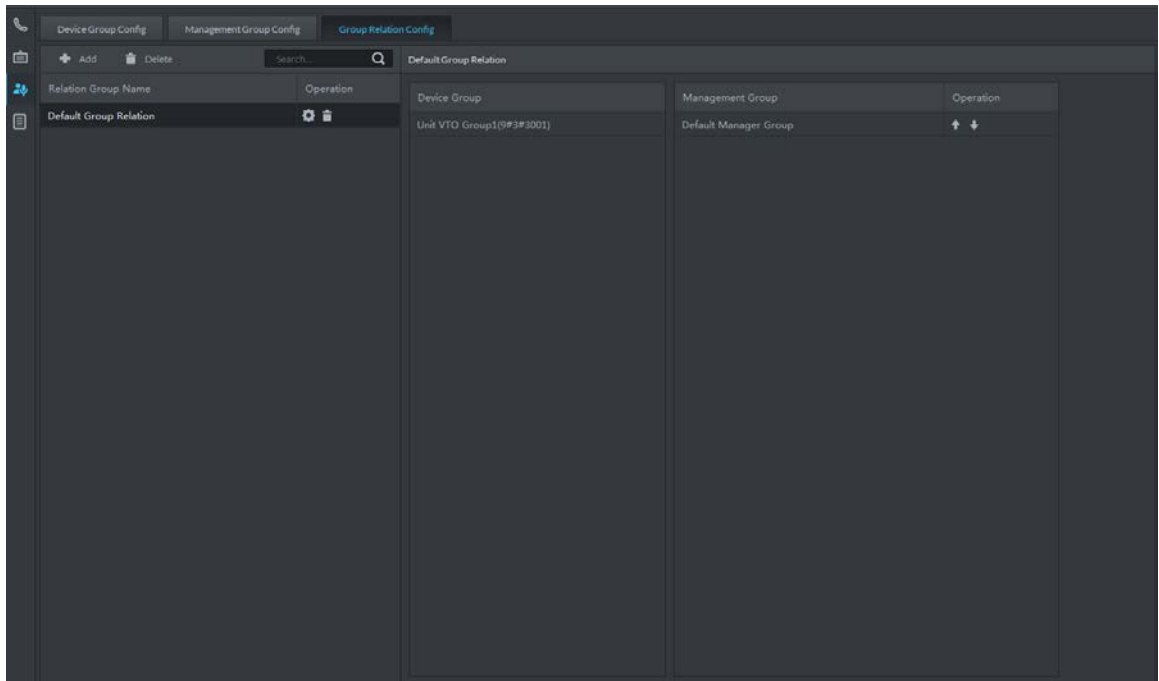 Device Group Config Management Group Config Group Relation Config
Add Delete Search... Default Group Relation
Relation Group Name Operation Device Group Management Group Operation
Default Group Relation Unit VTO Group1(9#3#3001) Default Manager Group